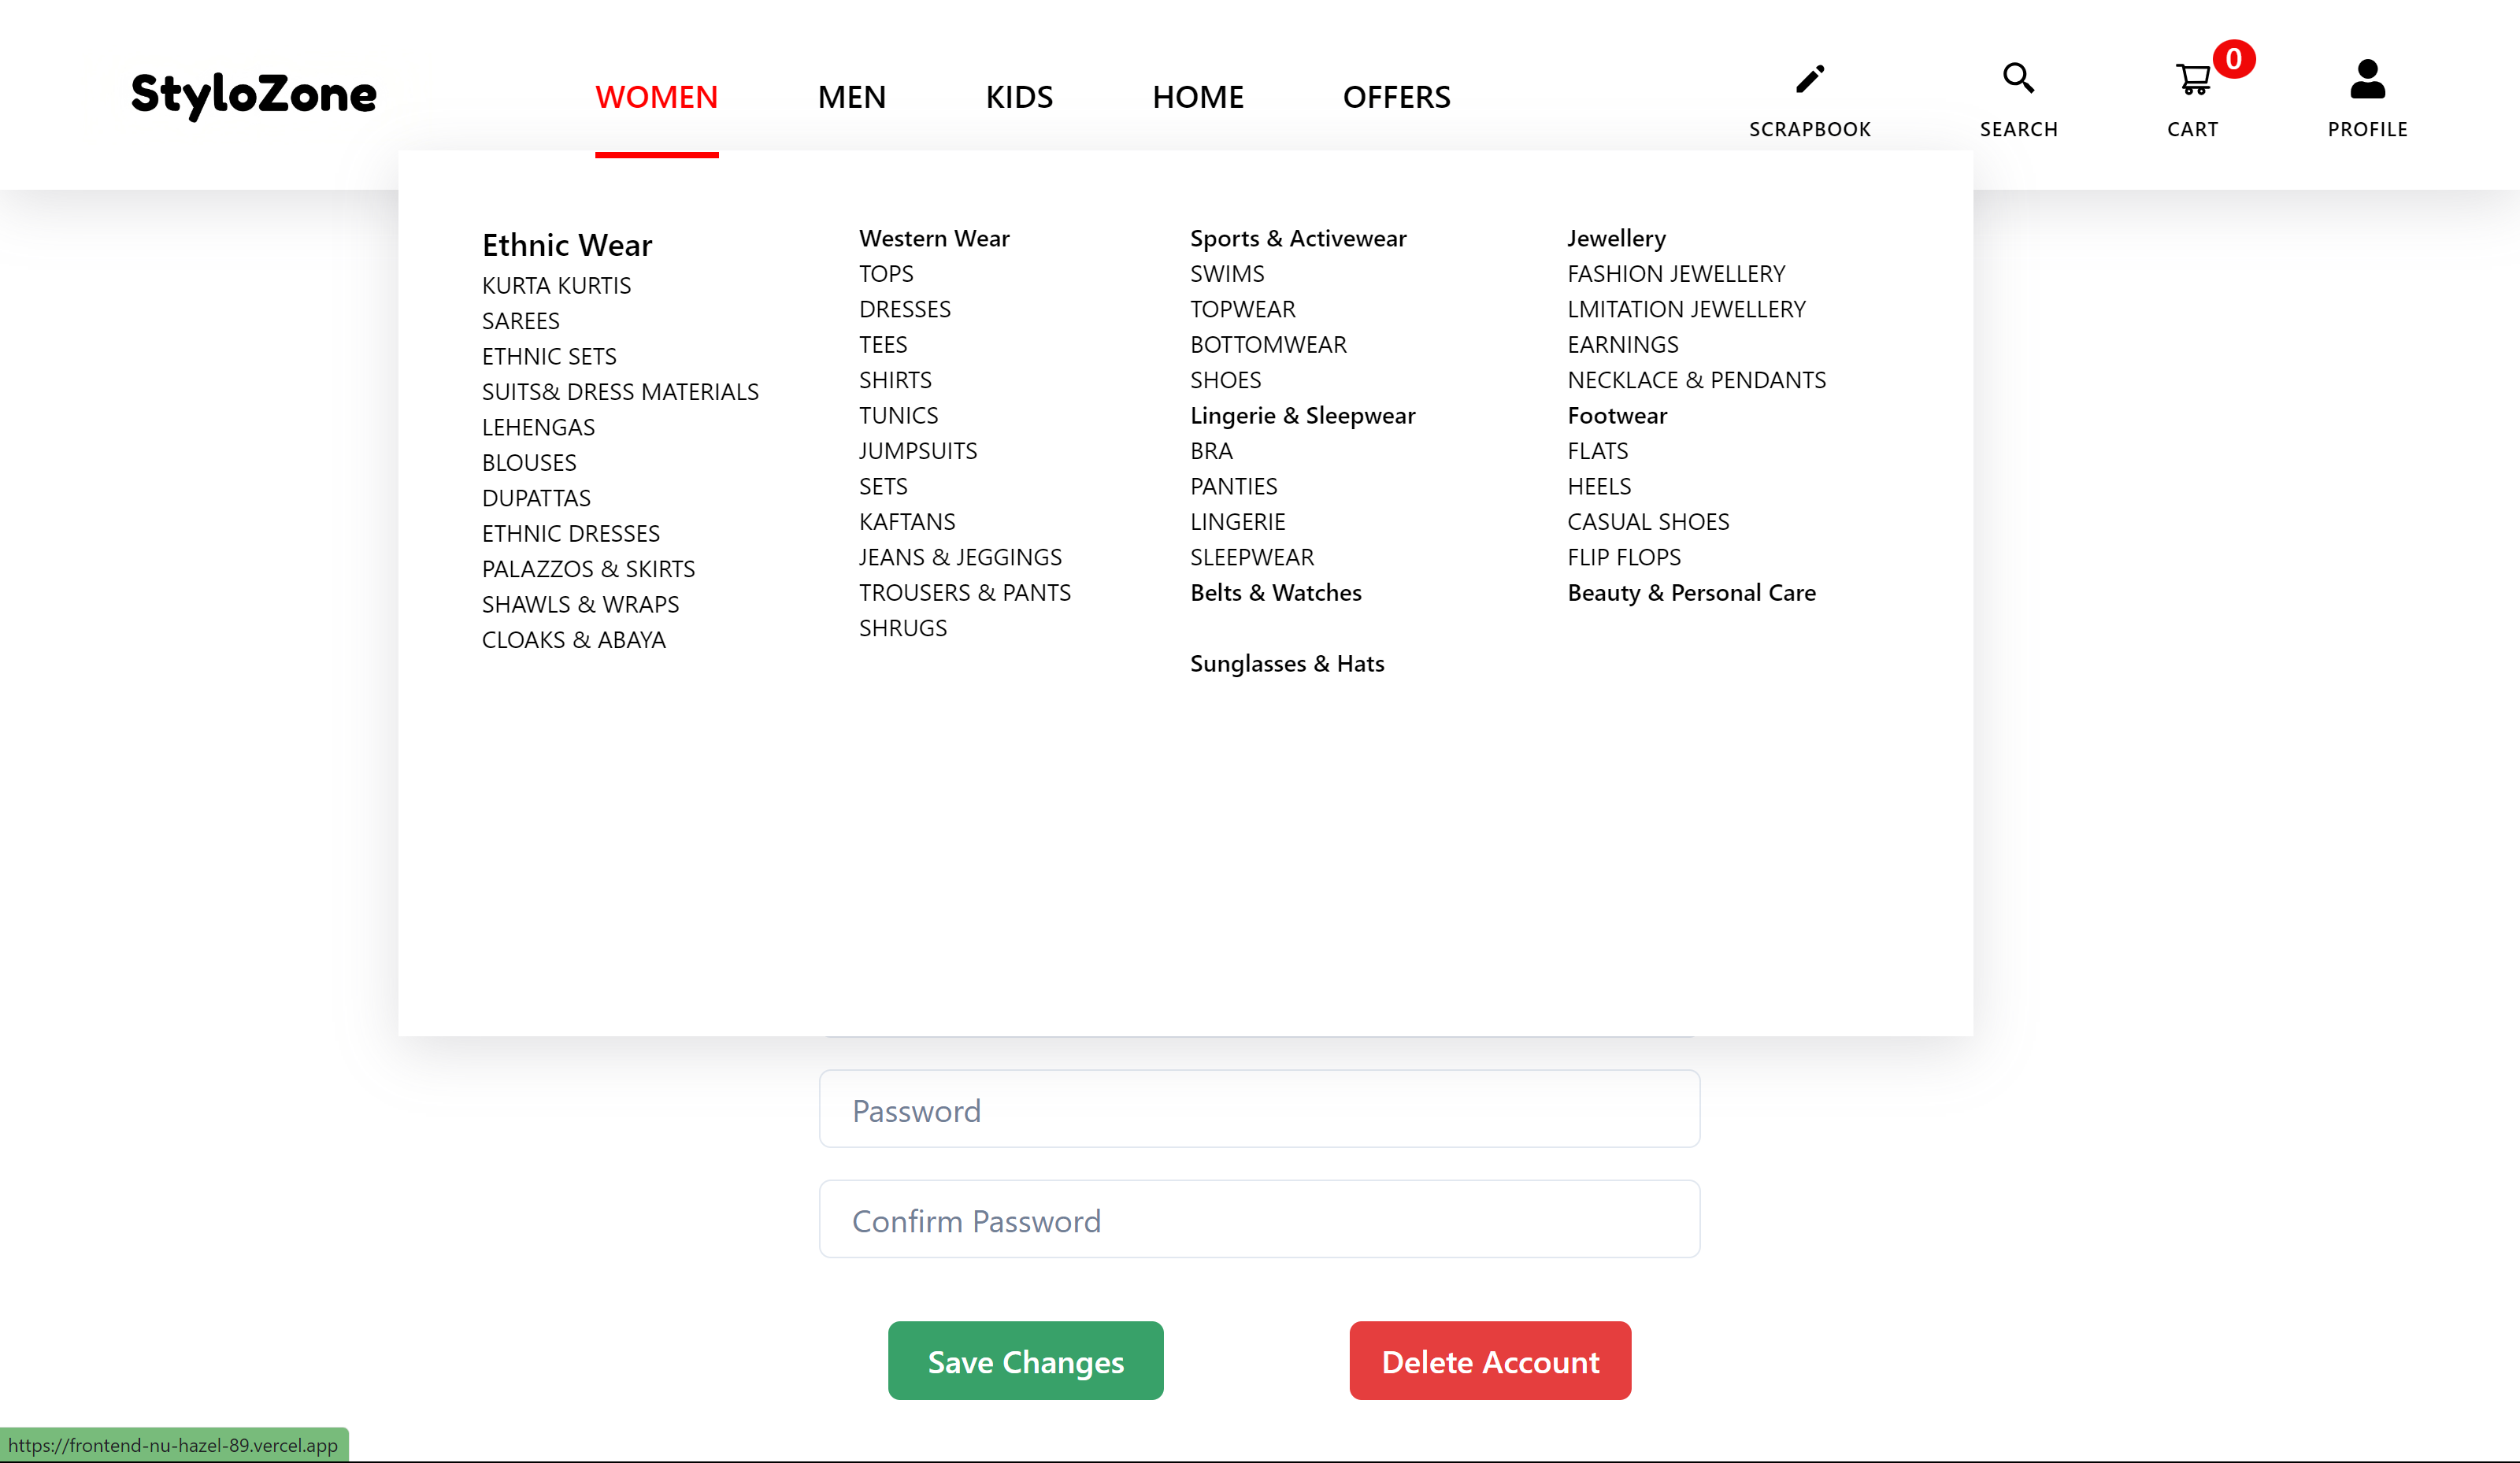 StyloZone
WOMEN
MEN
KIDS
HOME
OFFERS
SCRAPBOOK
SEARCH
0
CART
PROFILE
Ethnic Wear
KURTA KURTIS
SAREES
ETHNIC SETS
SUITS& DRESS MATERIALS
LEHENGAS
BLOUSES
DUPATTAS
ETHNIC DRESSES
PALAZZOS & SKIRTS
SHAWLS & WRAPS
CLOAKS & ABAYA
Western Wear
TOPS
DRESSES
TEES
SHIRTS
TUNICS
JUMPSUITS
SETS
KAFTANS
JEANS & JEGGINGS
TROUSERS & PANTS
SHRUGS
Sports & Activewear
SWIMS
TOPWEAR
BOTTOMWEAR
SHOES
Lingerie & Sleepwear
BRA
PANTIES
LINGERIE
SLEEPWEAR
Belts & Watches
Sunglasses & Hats
Jewellery
FASHION JEWELLERY
LMITATION JEWELLERY
EARNINGS
NECKLACE & PENDANTS
Footwear
FLATS
HEELS
CASUAL SHOES
FLIP FLOPS
Beauty & Personal Care
Password
Confirm Password
Save Changes
Delete Account
https://frontend-nu-hazel-89.vercel.app